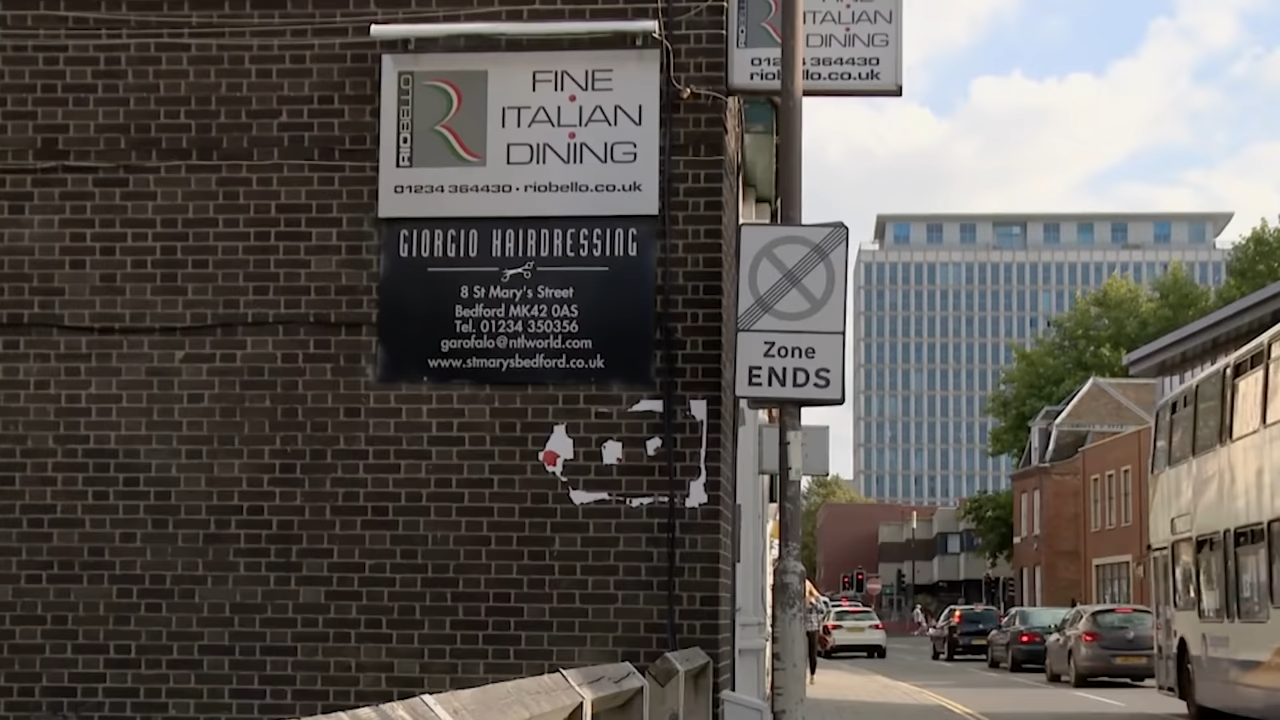 RIOBELLO
FINE
ITALIAN
DINING
01234 364430 · riobello.co.uk
GIORGIO HAIRDRESSING
8 St Mary's Street
Bedford MK42 0AS
Tel. 01234 350356
garofalo@ntlworld.com
www.stmarysbedford.co.uk
ITALIAN
DINING
364430
riobello.co.uk
Zone
ENDS